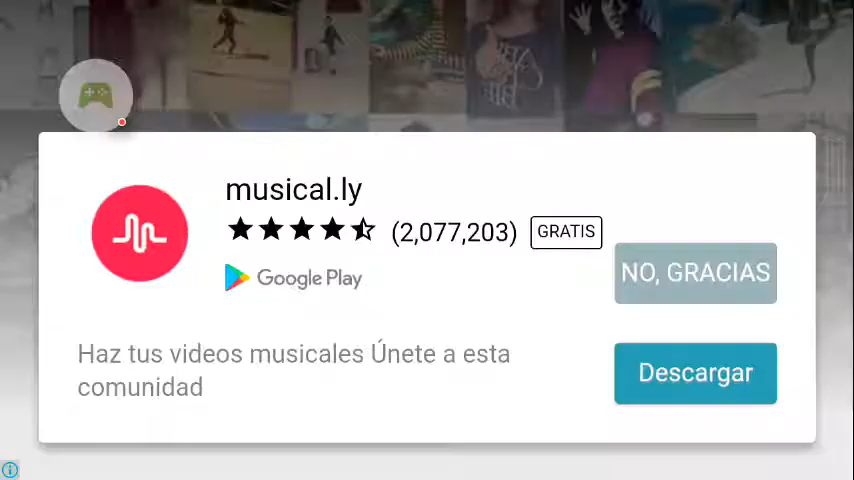 musical.ly
(2,077,203) GRATIS
Google Play
NO, GRACIAS
Haz tus videos musicales Únete a esta
comunidad
Descargar